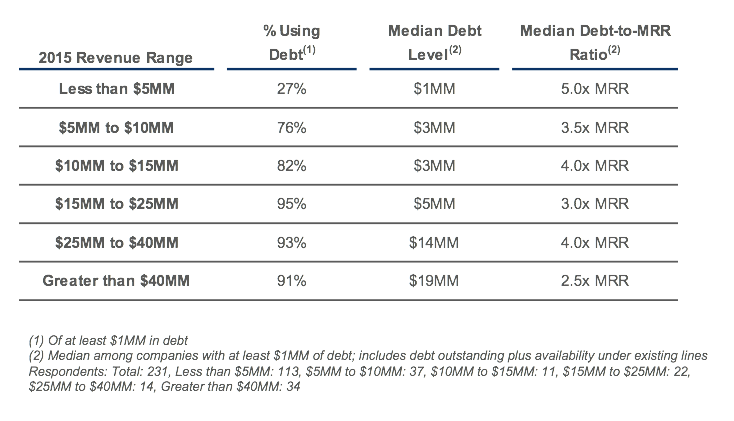 2015 Revenue Range % Using Debt(1) Median Debt Level(2) Median Debt-to-MRR Ratio(2)
Less than $5MM 27% $1MM 5.0x MRR
$5MM to $10MM 76% $3MM 3.5x MRR
$10MM to $15MM 82% $3MM 4.0x MRR
$15MM to $25MM 95% $5MM 3.0x MRR
$25MM to $40MM 93% $14MM 4.0x MRR
Greater than $40MM 91% $19MM 2.5x MRR
(1) Of at least $1MM in debt
(2) Median among companies with at least $1MM of debt; includes debt outstanding plus availability under existing lines
Respondents: Total: 231, Less than $5MM: 113, $5MM to $10MM: 37, $10MM to $15MM: 11, $15MM to $25MM: 22,
$25MM to $40MM: 14, Greater than $40MM: 34